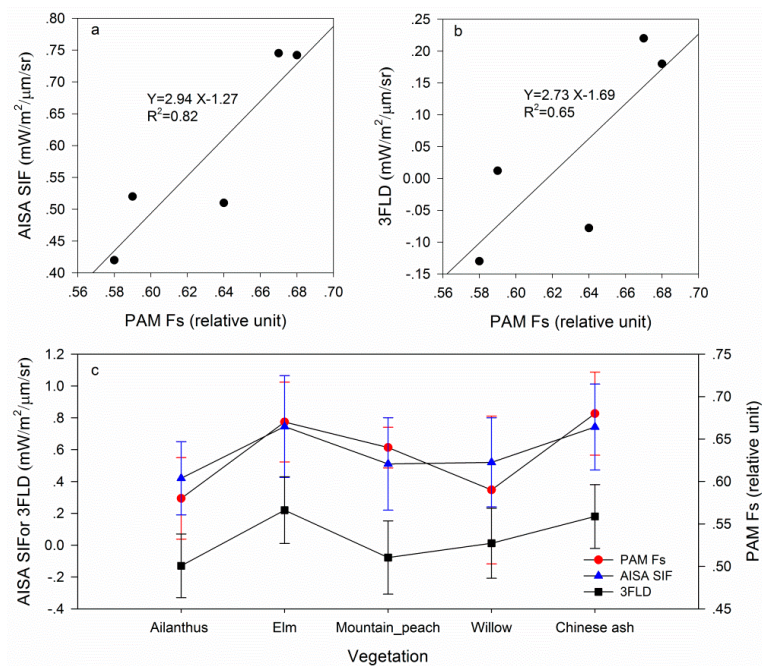 a
AISA SIF (mW/m²/μm/sr)
.80
.75
.70
.65
.60
.55
.50
.45
.40
Y=2.94 X-1.27
R²=0.82
.56 .58 .60 .62 .64 .66 .68 .70
PAM Fs (relative unit)
b
3FLD (mW/m²/μm/sr)
.25
.20
.15
.10
.05
0.00
-.05
-.10
-.15
Y=2.73 X-1.69
R²=0.65
.56 .58 .60 .62 .64 .66 .68 .70
PAM Fs (relative unit)
c
AISA SIFor 3FLD (mW/m²/μm/sr)
1.2
1.0
.8
.6
.4
.2
0.0
-.2
-.4
.75
.70
.65
.60
.55
.50
.45
PAM Fs (relative unit)
PAM Fs
AISA SIF
3FLD
Ailanthus Elm Mountain_peach Willow Chinese ash
Vegetation